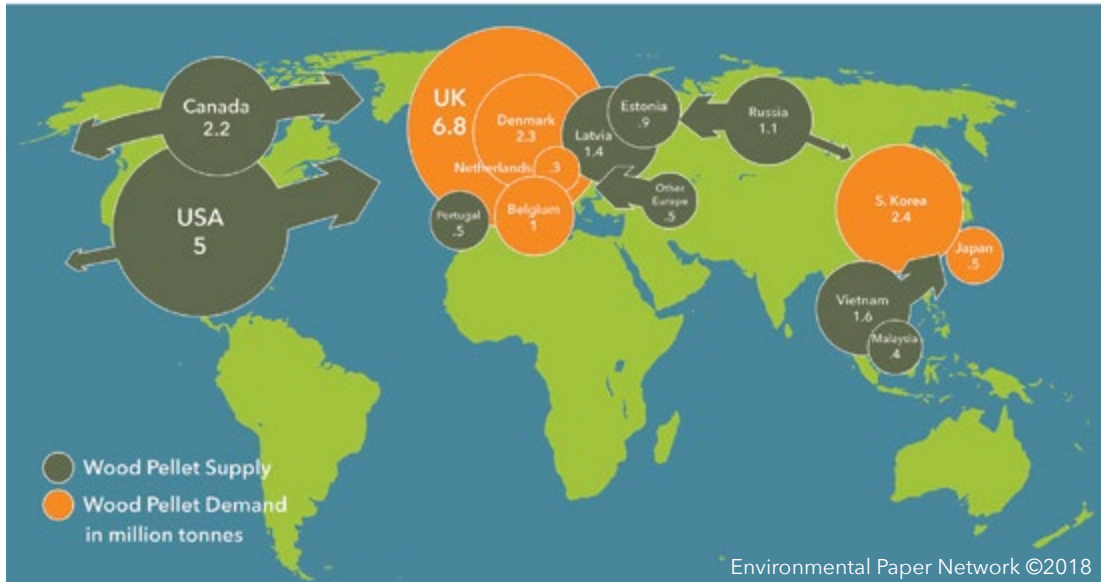 Canada
2.2
USA
5
UK
6.8
Denmark
2.3
Netherlands
.3
Belgium
1
Portugal
.5
Latvia
1.4
Estonia
.9
Other
Europe
.5
Russia
1.1
S. Korea
2.4
Japan
.5
Vietnam
1.6
Malaysia
.4
Wood Pellet Supply
Wood Pellet Demand
in million tonnes
Environmental Paper Network ©2018